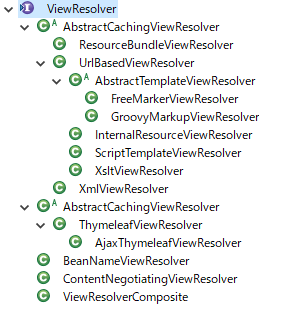 ViewResolver
AbstractCachingViewResolver
ResourceBundleViewResolver
UrlBasedViewResolver
AbstractTemplateViewResolver
FreeMarkerViewResolver
GroovyMarkupViewResolver
InternalResourceViewResolver
ScriptTemplateViewResolver
XsltViewResolver
XmlViewResolver
AbstractCachingViewResolver
ThymeleafViewResolver
AjaxThymeleafViewResolver
BeanNameViewResolver
ContentNegotiatingViewResolver
ViewResolverComposite